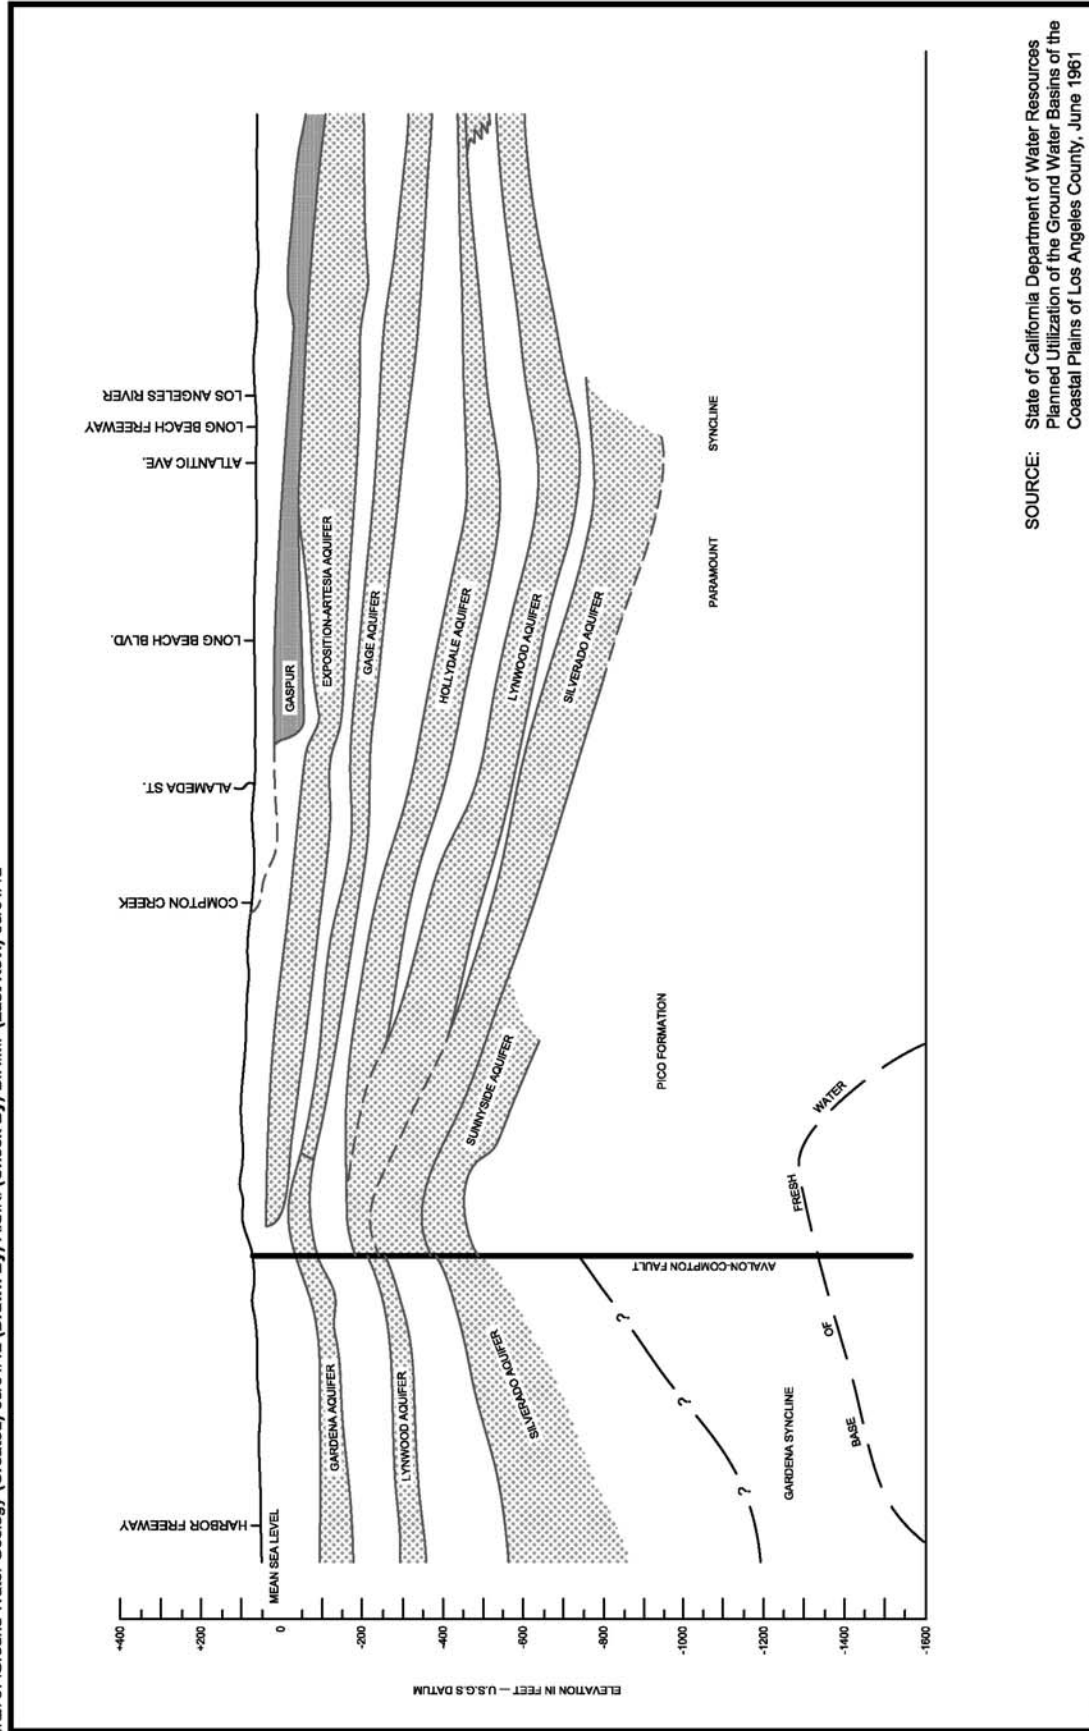 HARBOR FREEWAY
COMPTON CREEK
ALAMEDA ST.
LONG BEACH BLVD.
ATLANTIC AVE.
LONG BEACH FREEWAY
LOS ANGELES RIVER
ELEVATION IN FEET — U.S.G.S DATUM
+400
+200
0
-200
-400
-600
-800
-1000
-1200
-1400
-1600
MEAN SEA LEVEL
GASPUR
EXPOSITION-ARTESIA AQUIFER
GAGE AQUIFER
GARDENA AQUIFER
LYNWOOD AQUIFER
HOLLYDALE AQUIFER
LYNWOOD AQUIFER
SILVERADO AQUIFER
SILVERADO AQUIFER
SUNNYSIDE AQUIFER
AVALON-COMPTON FAULT
PICO FORMATION
PARAMOUNT SYNCLINE
?
?
?
GARDENA SYNCLINE
BASE OF FRESH WATER
SOURCE: State of California Department of Water Resources
Planned Utilization of the Ground Water Basins of the
Coastal Plains of Los Angeles County, June 1961